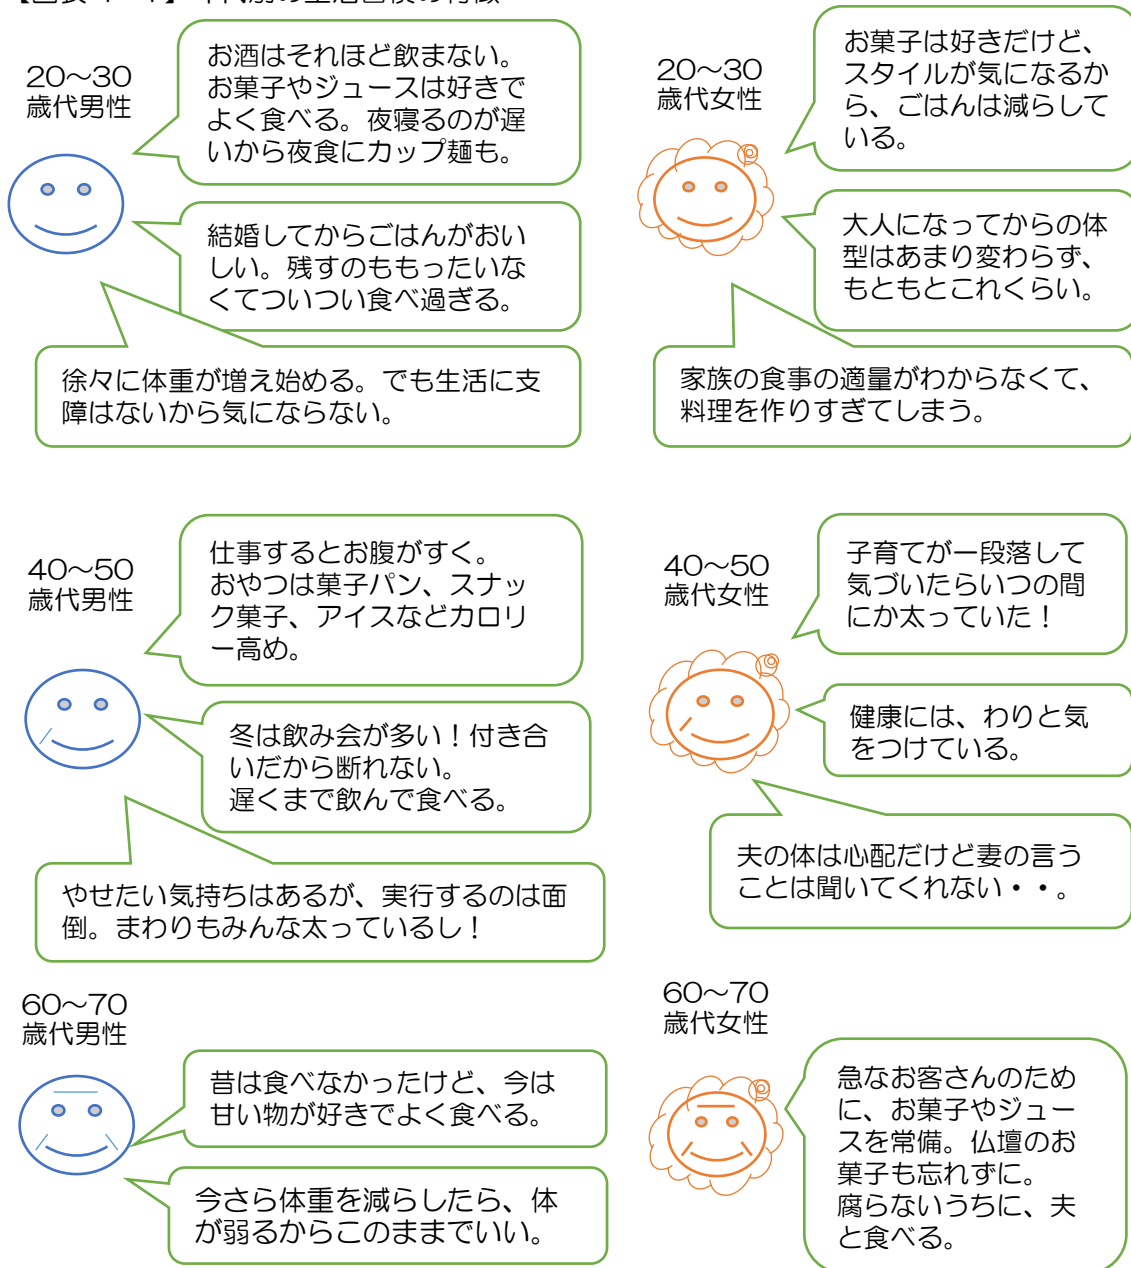 20~30
歳代男性
お酒はそれほど飲まない。
お菓子やジュースは好きで
よく食べる。夜寝るのが遅
いから夜食にカップ麺も。
結婚してからごはんがおい
しい。残すのももったいな
くてついつい食べ過ぎる。
徐々に体重が増え始める。でも生活に支
障はないから気にならない。
20~30
歳代女性
お菓子は好きだけど、
スタイルが気になるか
ら、ごはんは減らして
いる。
大人になってからの体
型はあまり変わらず、
もともとこれくらい。
家族の食事の適量がわからなくて、
料理を作りすぎてしまう。
40~50
歳代男性
仕事するとお腹がすく。
おやつは菓子パン、スナッ
ク菓子、アイスなどカロリ
ー高め。
冬は飲み会が多い!付き合
いだから断れない。
遅くまで飲んで食べる。
やせたい気持ちはあるが、実行するのは面
倒。まわりもみんな太っているし!
40~50
歳代女性
子育てが一段落して
気づいたらいつの間
にか太っていた!
健康には、わりと気
をつけている。
夫の体は心配だけど妻の言う
ことは聞いてくれない・・。
60~70
歳代男性
昔は食べなかったけど、今は
甘い物が好きでよく食べる。
今さら体重を減らしたら、体
が弱るからこのままでいい。
60~70
歳代女性
急なお客さんのため
に、お菓子やジュー
スを常備。仏壇のお
菓子も忘れずに。
腐らないうちに、夫
と食べる。